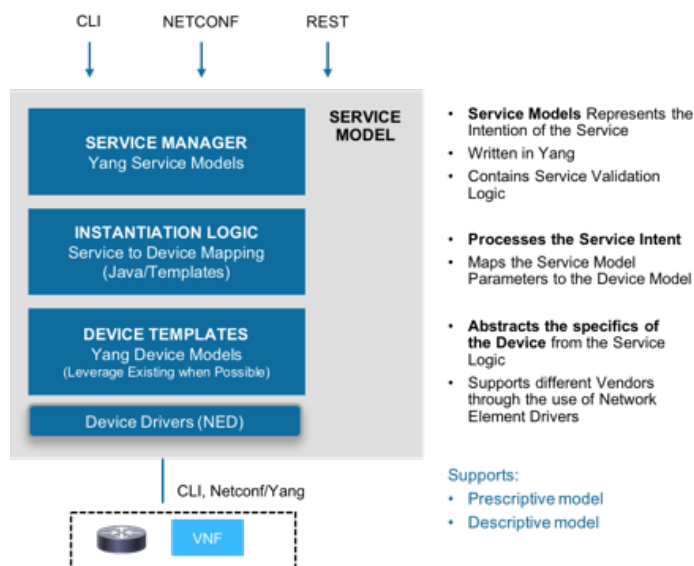 CLI
NETCONF
REST
SERVICE MODEL
SERVICE MANAGER
Yang Service Models
INSTANTIATION LOGIC
Service to Device Mapping
(Java/Templates)
DEVICE TEMPLATES
Yang Device Models
(Leverage Existing when Possible)
Device Drivers (NED)
CLI, Netconf/Yang
VNF
• Service Models Represents the
Intention of the Service
• Written in Yang
• Contains Service Validation
Logic
• Processes the Service Intent
• Maps the Service Model
Parameters to the Device Model
• Abstracts the specifics of
the Device from the Service
Logic
• Supports different Vendors
through the use of Network
Element Drivers
Supports:
• Prescriptive model
• Descriptive model